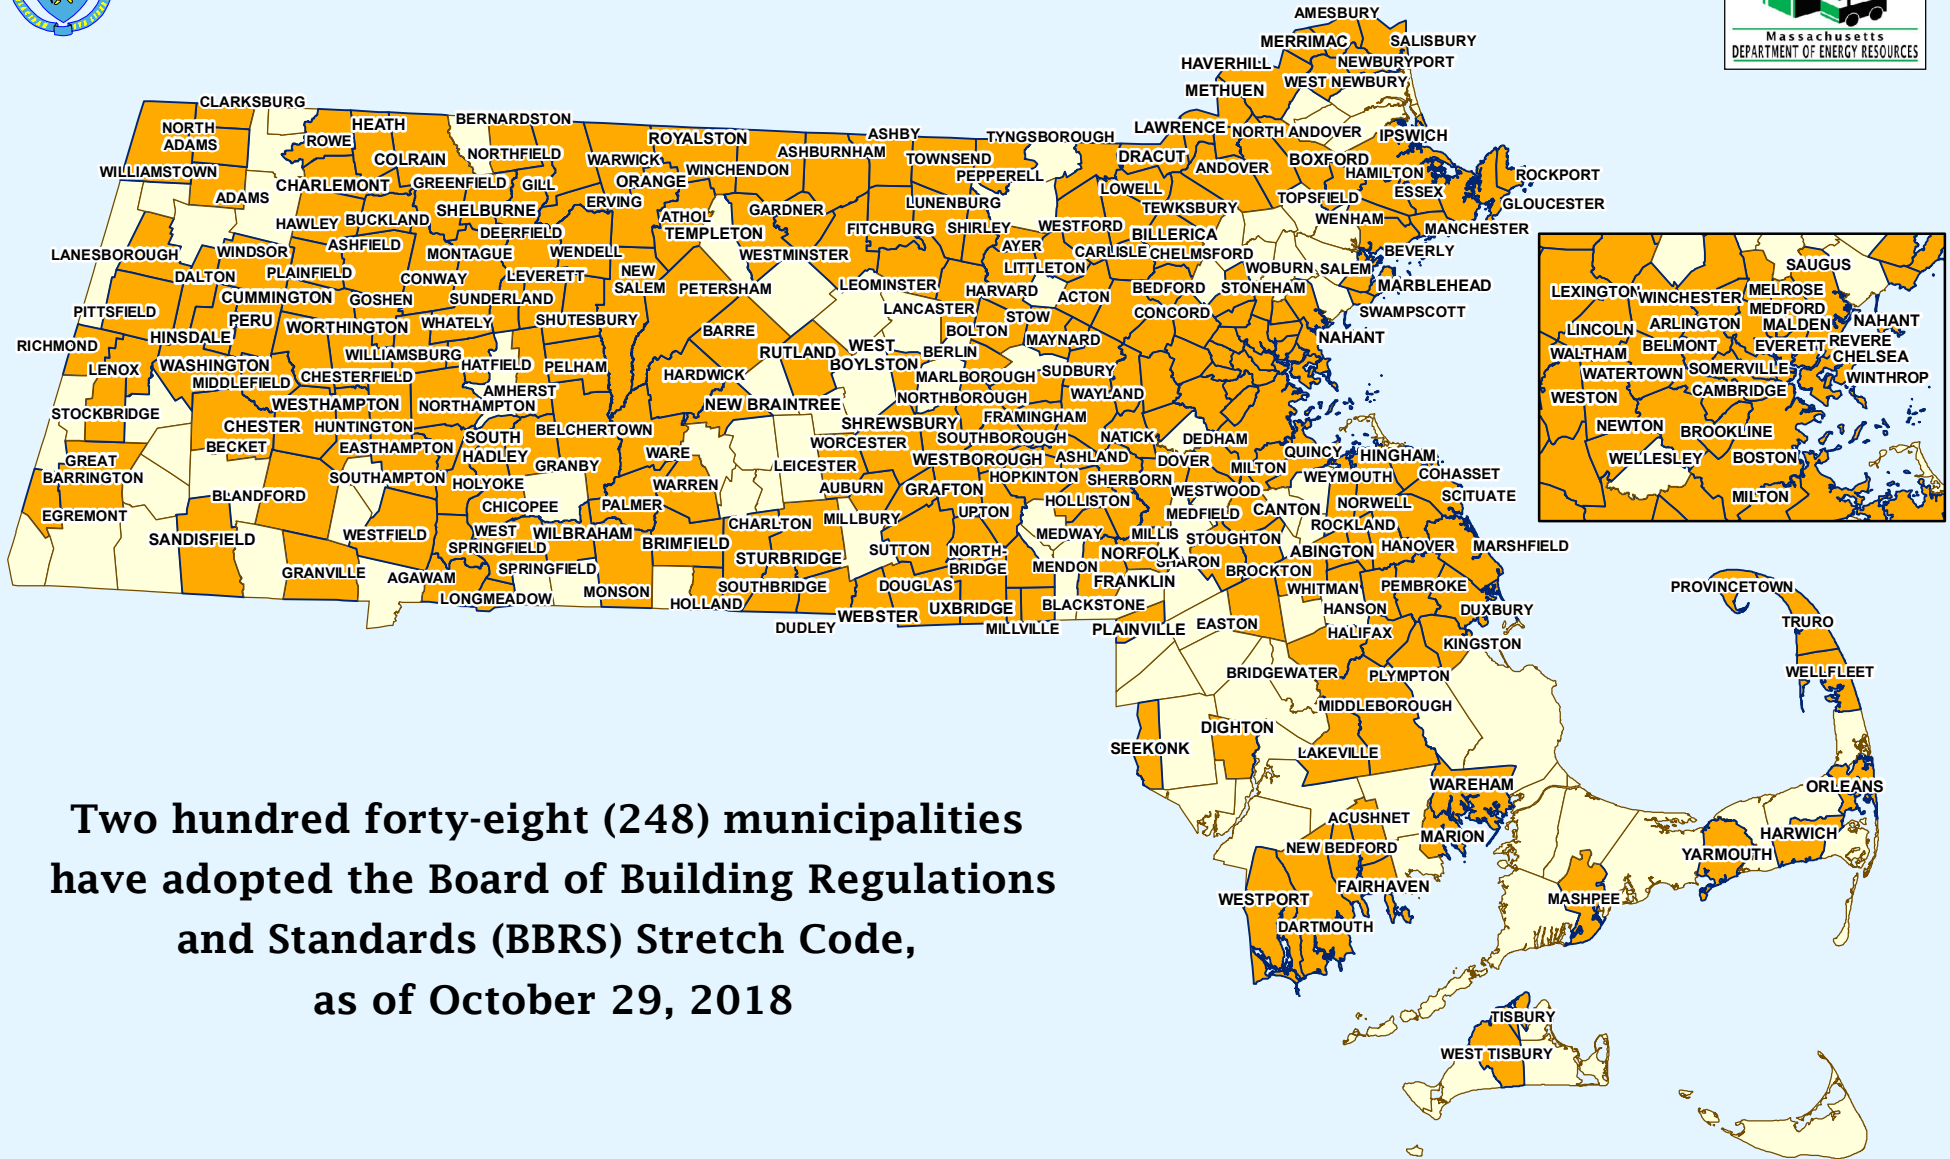 Massachusetts
DEPARTMENT OF ENERGY RESOURCES
AMESBURY
MERRIMAC
SALISBURY
HAVERHILL
NEWBURYPORT
WEST NEWBURY
METHUEN
CLARKSBURG
BERNARDSTON
HEATH
NORTH
ADAMS
ROWE
ROYALSTON
ASHBY
TYNGSBOROUGH
LAWRENCE
NORTH ANDOVER
IPSWICH
COLRAIN
NORTHFIELD
WARWICK
WINCHENDON
ASHBURNHAM
TOWNSEND
DRACUT
ANDOVER
BOXFORD
WILLIAMSTOWN
PEPPERELL
HAMILTON
ROCKPORT
CHARLEMONT
GREENFIELD
GILL
ORANGE
LOWELL
ESSEX
ADAMS
ERVING
LUNENBURG
TOPSFIELD
GLOUCESTER
HAWLEY
BUCKLAND
SHELBURNE
ATHOL
GARDNER
TEWKSBURY
WENHAM
DEERFIELD
TEMPLETON
FITCHBURG
SHIRLEY
WESTFORD
BILLERICA
MANCHESTER
LANESBOROUGH
WINDSOR
ASHFIELD
MONTAGUE
WENDELL
WESTMINSTER
AYER
CARLISLE
CHELMSFORD
BEVERLY
DALTON
PLAINFIELD
CONWAY
LEVERETT
NEW
SALEM
LITTLETON
WOBURN
SALEM
PETERSHAM
LEOMINSTER
HARVARD
ACTON
BEDFORD
STONEHAM
MARBLEHEAD
CUMMINGTON
GOSHEN
SUNDERLAND
PITTSFIELD
LANCASTER
STOW
CONCORD
SWAMPSCOTT
PERU
WORTHINGTON
WHATELY
SHUTESBURY
BARRE
BOLTON
MAYNARD
NAHANT
HINSDALE
RICHMOND
WILLIAMSBURG
HATFIELD
PELHAM
RUTLAND
WEST
BOYLSTON
BERLIN
LENOX
WASHINGTON
MIDDLEFIELD
CHESTERFIELD
AMHERST
HARDWICK
MARLBOROUGH
SUDBURY
WESTHAMPTON
NORTHAMPTON
NEW BRAINTREE
NORTHBOROUGH
WAYLAND
STOCKBRIDGE
CHESTER
HUNTINGTON
BELCHERTOWN
SHREWSBURY
FRAMINGHAM
BECKET
EASTHAMPTON
SOUTH
HADLEY
WORCESTER
SOUTHBOROUGH
NATICK
DEDHAM
GREAT
BARRINGTON
GRANBY
WARE
LEICESTER
WESTBOROUGH
ASHLAND
DOVER
MILTON
QUINCY
HINGHAM
SOUTHAMPTON
HOLYOKE
WARREN
AUBURN
GRAFTON
HOPKINTON
SHERBORN
WESTWOOD
WEYMOUTH
COHASSET
BLANDFORD
CHICOPEE
PALMER
UPTON
HOLLISTON
MEDFIELD
CANTON
NORWELL
SCITUATE
EGREMONT
SANDISFIELD
WESTFIELD
WEST
SPRINGFIELD
WILBRAHAM
BRIMFIELD
CHARLTON
MILLBURY
MEDWAY
MILLIS
STOUGHTON
ROCKLAND
STURBRIDGE
SUTTON
NORTH-
BRIDGE
NORFOLK
SHARON
ABINGTON
HANOVER
MARSHFIELD
GRANVILLE
AGAWAM
SPRINGFIELD
MENDON
FRANKLIN
BROCKTON
LONGMEADOW
MONSON
HOLLAND
SOUTHBRIDGE
DOUGLAS
WHITMAN
PEMBROKE
DUDLEY
WEBSTER
UXBRIDGE
BLACKSTONE
HANSON
DUXBURY
MILLVILLE
PLAINVILLE
EASTON
HALIFAX
KINGSTON
BRIDGEWATER
PLYMPTON
MIDDLEBOROUGH
SEEKONK
DIGHTON
LAKEVILLE
WAREHAM
ACUSHNET
MARION
NEW BEDFORD
FAIRHAVEN
WESTPORT
DARTMOUTH
PROVINCETOWN
TRURO
WELLFLEET
ORLEANS
HARWICH
YARMOUTH
MASHPEE
TISBURY
WEST TISBURY
SAUGUS
LEXINGTON
WINCHESTER
MELROSE
MEDFORD
LINCOLN
ARLINGTON
MALDEN
NAHANT
WALTHAM
BELMONT
EVERETT
REVERE
CHELSEA
WATERTOWN
SOMERVILLE
WINTHROP
WESTON
CAMBRIDGE
NEWTON
BROOKLINE
WELLESLEY
BOSTON
MILTON
Two hundred forty-eight (248) municipalities
have adopted the Board of Building Regulations
and Standards (BBRS) Stretch Code,
as of October 29, 2018